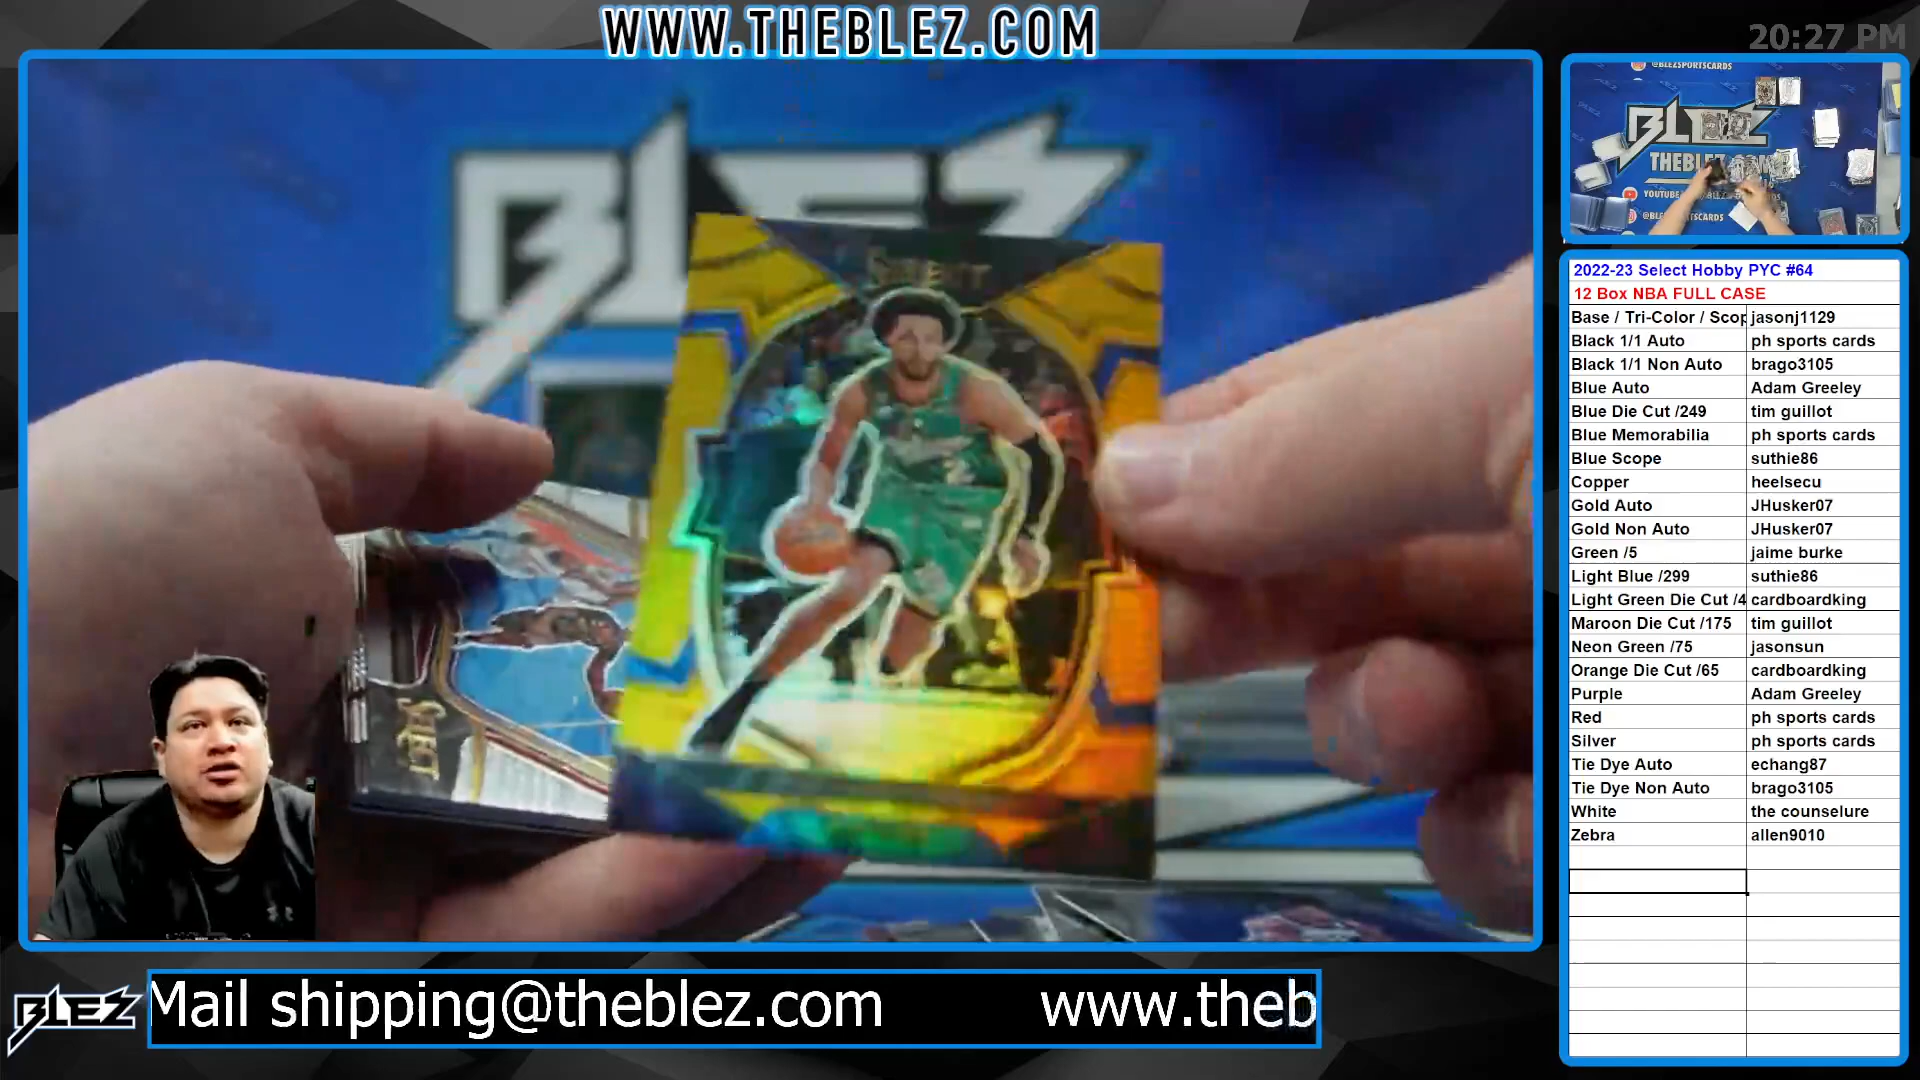 WWW.THEBLEZ.COM
20:27 PM
BLEZ
SELECT
SELECT
@BLEZSPORTSCARDS
BLEZ
2022-23 Select Hobby PYC #64
12 Box NBA FULL CASE
Base / Tri-Color / Scop jasonj1129
Black 1/1 Auto ph sports cards
Black 1/1 Non Auto brago3105
Blue Auto Adam Greeley
Blue Die Cut /249 tim guillot
Blue Memorabilia ph sports cards
Blue Scope suthie86
Copper heelsecu
Gold Auto JHusker07
Gold Non Auto JHusker07
Green /5 jaime burke
Light Blue /299 suthie86
Light Green Die Cut /4 cardboardking
Maroon Die Cut /175 tim guillot
Neon Green /75 jasonsun
Orange Die Cut /65 cardboardking
Purple Adam Greeley
Red ph sports cards
Silver ph sports cards
Tie Dye Auto echang87
Tie Dye Non Auto brago3105
White the counselure
Zebra allen9010
BLEZ
Mail shipping@theblez.com www.theb